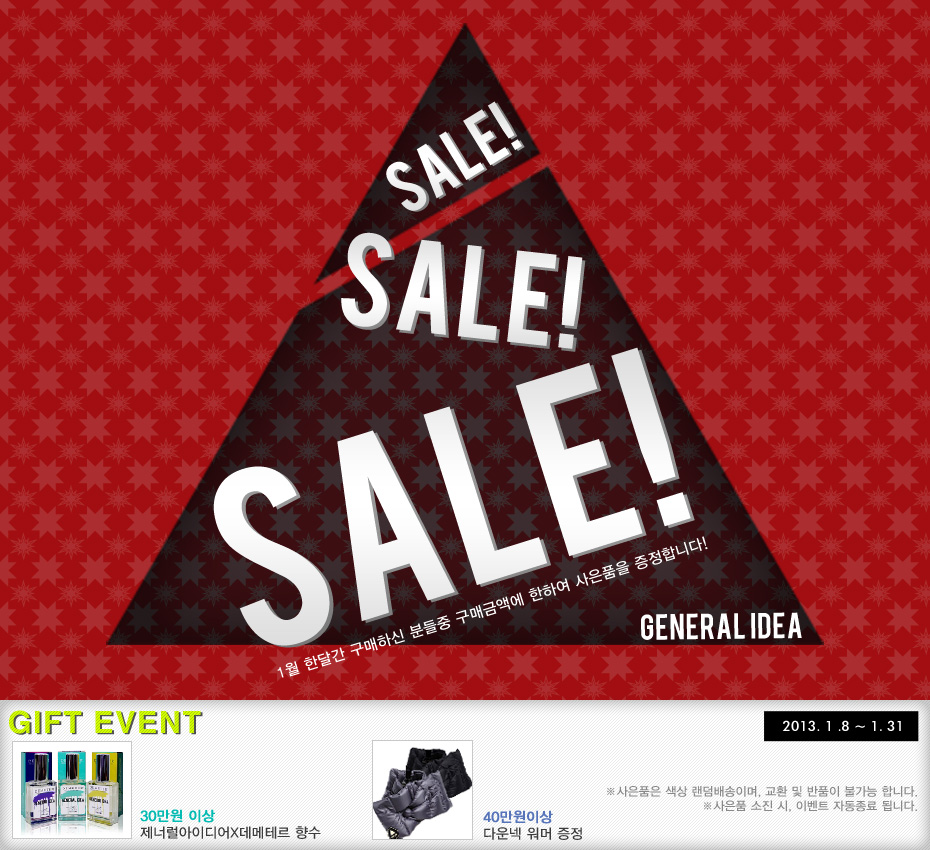 SALE!
SALE!
SALE!
1월 한달간 구매하신 분들중 구매금액에 한하여 사은품을 증정합니다!
GENERAL IDEA
GIFT EVENT
2013. 1 .8 ~ 1. 31
30만원 이상
제너럴아이디어X데메테르 향수
40만원이상
다운넥 워머 증정
※사은품은 색상 랜덤배송이며, 교환 및 반품이 불가능 합니다.
※사은품 소진 시, 이벤트 자동종료 됩니다.